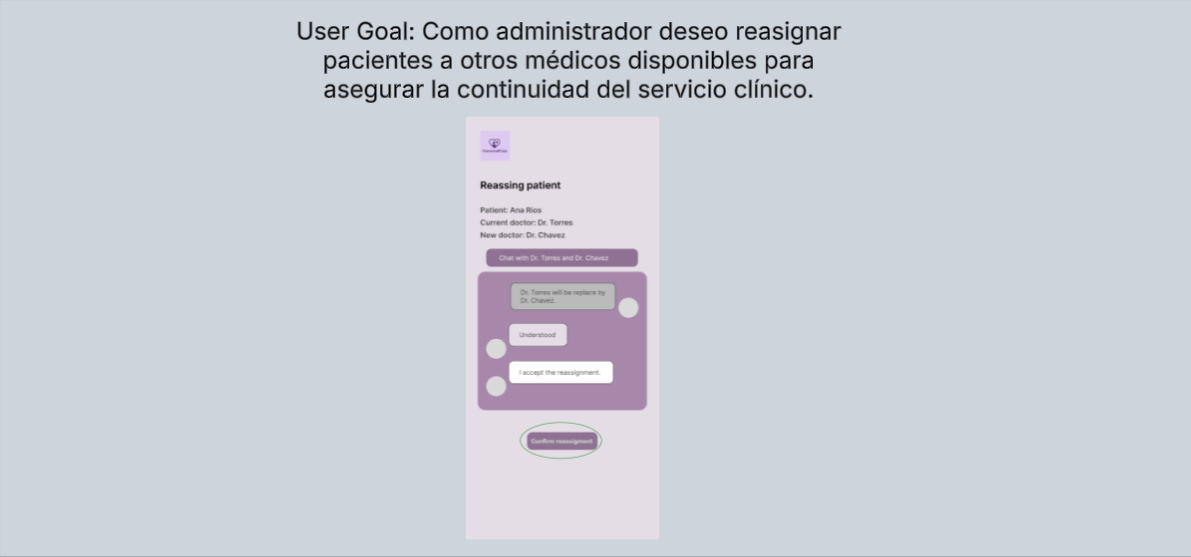 User Goal: Como administrador deseo reasignar
pacientes a otros médicos disponibles para
asegurar la continuidad del servicio clínico.
Reassing patient
Patient: Ana Ríos
Current doctor: Dr. Torres
New doctor: Dr. Chavez
Chat with Dr. Torres and Dr. Chavez
Dr. Torres will be replace by
Dr. Chavez.
Understood
I accept the reassignment.
Confirm reassigment